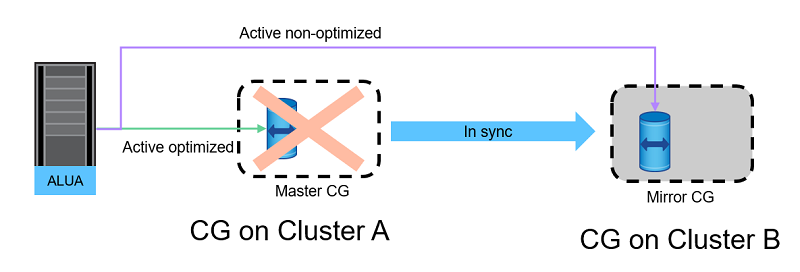 Active non-optimized
Active optimized
In sync
ALUA
Master CG
Mirror CG
CG on Cluster A
CG on Cluster B